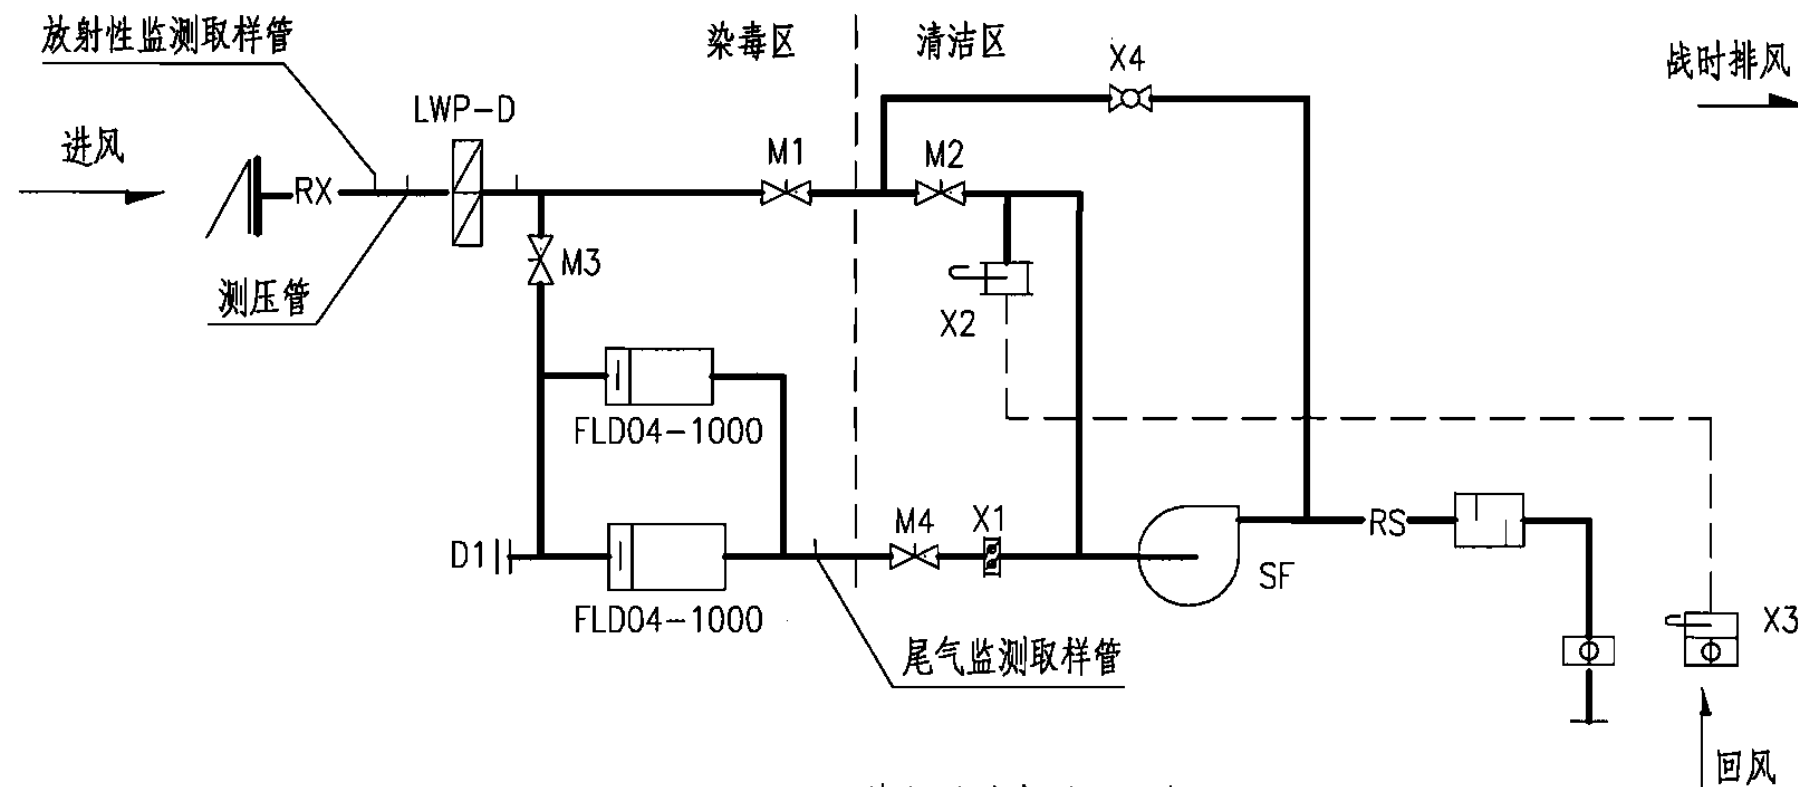 放射性监测取样管
染毒区
清洁区
X4
战时排风
LWP-D
进风
M1
M2
RX
M3
测压管
X2
FLD04-1000
M4
X1
RS
D1
SF
FLD04-1000
X3
尾气监测取样管
回风